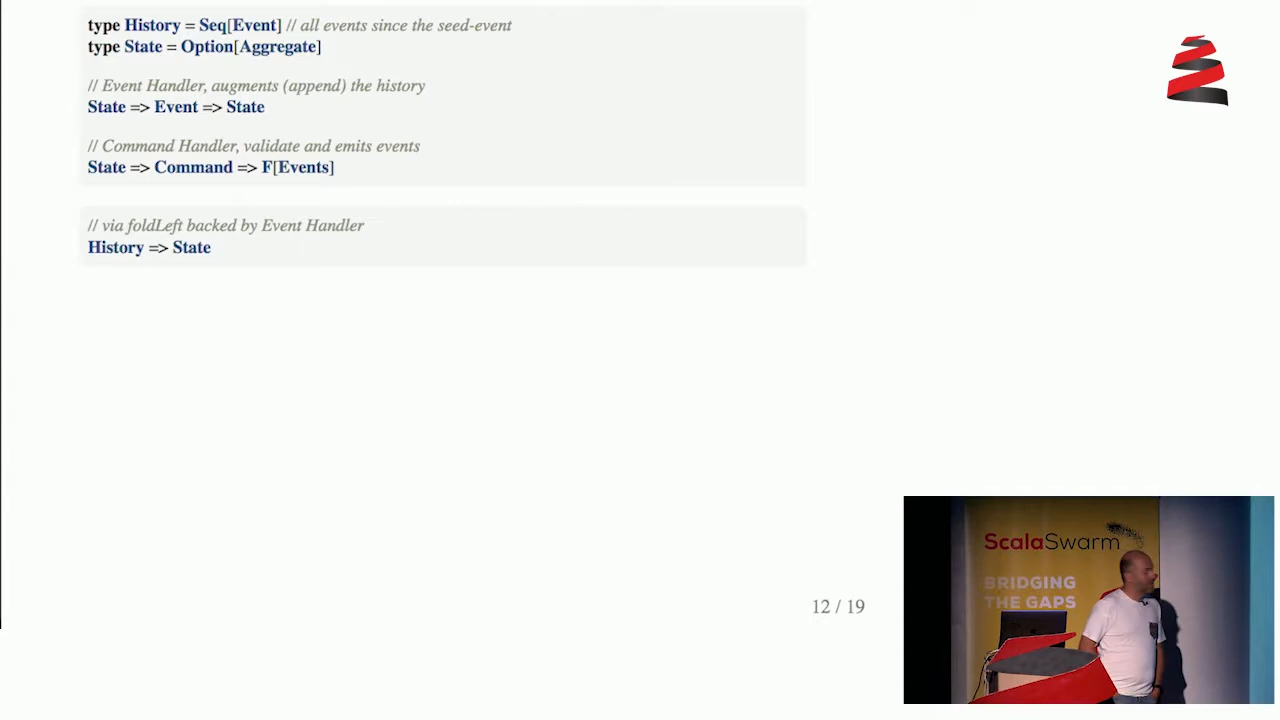 type History = Seq[Event] // all events since the seed-event
type State = Option[Aggregate]
// Event Handler, augments (append) the history
State => Event => State
// Command Handler, validate and emits events
State => Command => F[Events]
// via foldLeft backed by Event Handler
History => State
12 / 19
ScalaSwarm
BRIDGING
THE GAPS